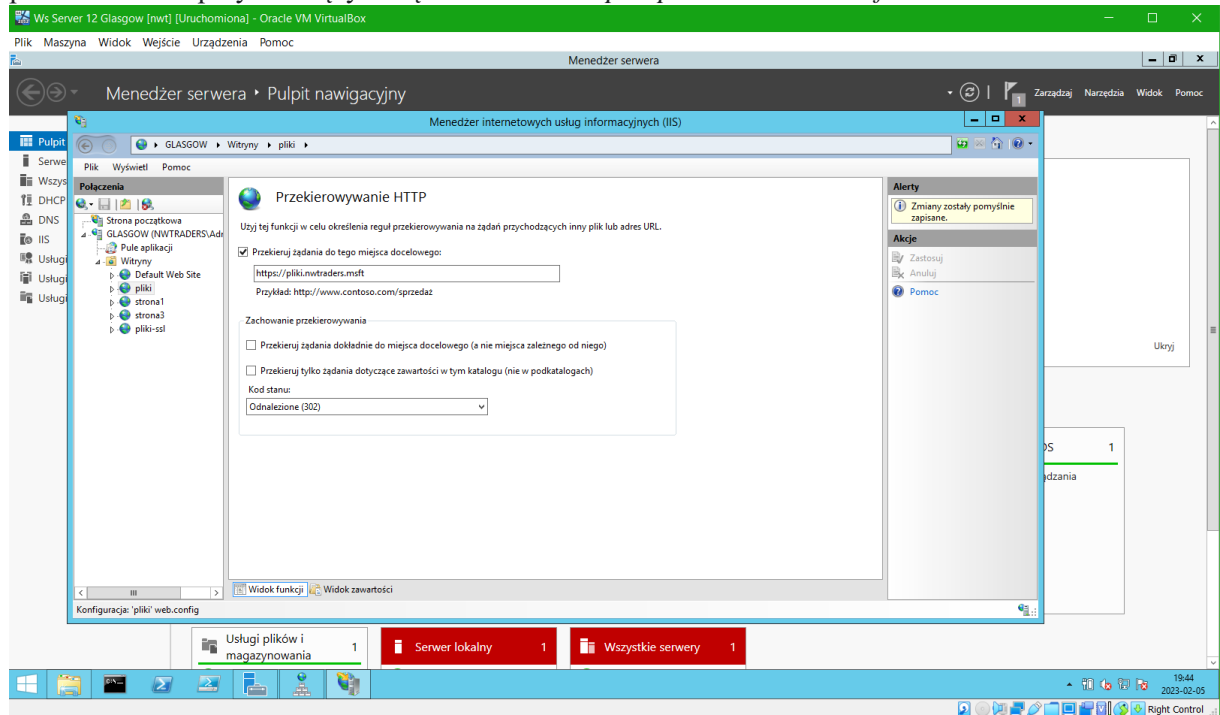 Ws Server 12 Glasgow [nwt] [Uruchomiona] - Oracle VM VirtualBox
Plik Maszyna Widok Wejście Urządzenia Pomoc
Menedżer serwera
Menedżer serwera • Pulpit nawigacyjny
1
Zarządzaj Narzędzia Widok Pomoc
Menedżer internetowych usług informacyjnych (IIS)
GLASGOW Witryny pliki
Plik Wyświetl Pomoc
Pulpit
Serwe
Wszys
DHCP
DNS
IIS
Usługi
Usługi
Usługi
Połączenia
Strona początkowa
GLASGOW (NWTRADERS\Adr
Pule aplikacji
Witryny
Default Web Site
pliki
strona1
strona3
pliki-ssl
Przekierowywanie HTTP
Użyj tej funkcji w celu określenia reguł przekierowywania na żądań przychodzących inny plik lub adres URL.
Przekieruj żądania do tego miejsca docelowego:
https://pliki.nwtraders.msft
Przykład: http://www.contoso.com/sprzedaż
Zachowanie przekierowywania
Przekieruj żądania dokładnie do miejsca docelowego (a nie miejsca zależnego od niego)
Przekieruj tylko żądania dotyczące zawartości w tym katalogu (nie w podkatalogach)
Kod stanu:
Odnalezione (302)
Alerty
Zmiany zostały pomyślnie
zapisane.
Akcje
Zastosuj
Anuluj
Pomoc
Ukryj
1
ądzania
Widok funkcji Widok zawartości
Konfiguracja: 'pliki' web.config
Usługi plików i
magazynowania 1
Serwer lokalny 1
Wszystkie serwery 1
19:44
2023-02-05
Right Control